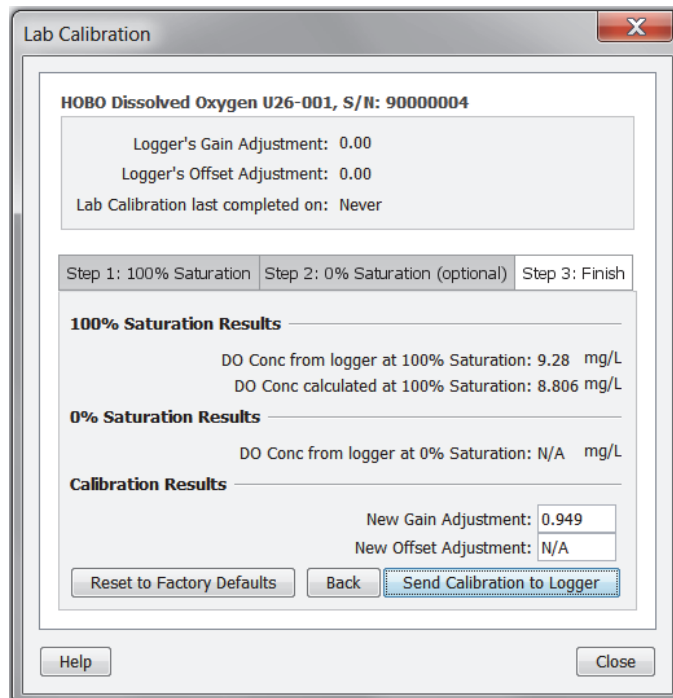 Lab Calibration
X
HOBO Dissolved Oxygen U26-001, S/N: 90000004
Logger's Gain Adjustment: 0.00
Logger's Offset Adjustment: 0.00
Lab Calibration last completed on: Never
Step 1: 100% Saturation Step 2: 0% Saturation (optional) Step 3: Finish
100% Saturation Results
DO Conc from logger at 100% Saturation: 9.28 mg/L
DO Conc calculated at 100% Saturation: 8.806 mg/L
0% Saturation Results
DO Conc from logger at 0% Saturation: N/A mg/L
Calibration Results
New Gain Adjustment: 0.949
New Offset Adjustment: N/A
Reset to Factory Defaults Back Send Calibration to Logger
Help Close